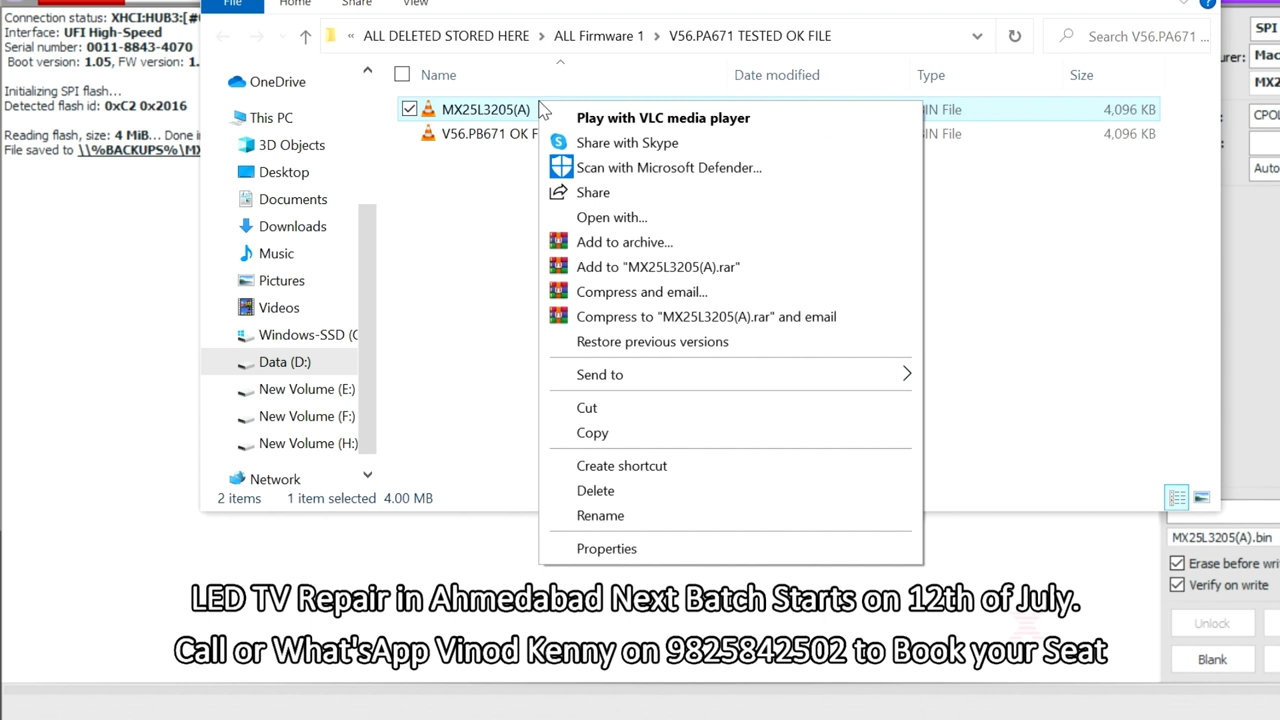 Connection status: XHCI:HUB3:[#
Interface: UFI High-Speed
Serial number: 0011-8843-4070
Boot version: 1.05, FW version: 1.
Initializing SPI flash...
Detected flash id: 0xC2 0x2016
Reading flash, size: 4 MiB... Done in
File saved to \\%BACKUPS%\MX
File
Home
Share
View
?
« ALL DELETED STORED HERE > ALL Firmware 1 > V56.PA671 TESTED OK FILE
Search V56.PA671 ...
Name
Date modified
Type
Size
MX25L3205(A)
IN File
4,096 KB
V56.PB671 OK F
IN File
4,096 KB
OneDrive
This PC
3D Objects
Desktop
Documents
Downloads
Music
Pictures
Videos
Windows-SSD (C
Data (D:)
New Volume (E:)
New Volume (F:)
New Volume (H:)
Network
2 items
1 item selected
4.00 MB
Play with VLC media player
Share with Skype
Scan with Microsoft Defender...
Share
Open with...
Add to archive...
Add to "MX25L3205(A).rar"
Compress and email...
Compress to "MX25L3205(A).rar" and email
Restore previous versions
Send to
Cut
Copy
Create shortcut
Delete
Rename
Properties
SPI
urer:
Mac
MX2
CPOL
Auto
MX25L3205(A).bin
Erase before wri
Verify on write
Unlock
Blank
LED TV Repair in Ahmedabad Next Batch Starts on 12th of July.
Call or What'sApp Vinod Kenny on 9825842502 to Book your Seat